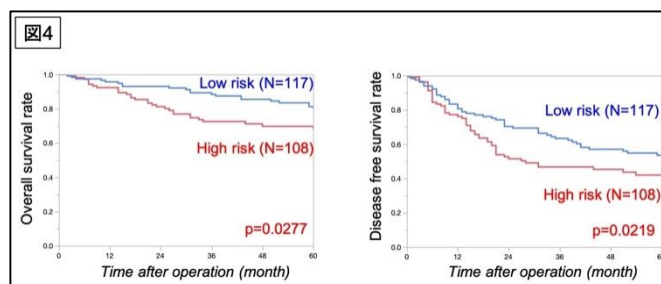 図4
Overall survival rate
1.0
0.8
0.6
0.4
0.2
0
0
12
24
36
48
60
Low risk (N=117)
High risk (N=108)
p=0.0277
Time after operation (month)
Disease free survival rate
1.0
0.8
0.6
0.4
0.2
0
0
12
24
36
48
60
Low risk (N=117)
High risk (N=108)
p=0.0219
Time after operation (month)